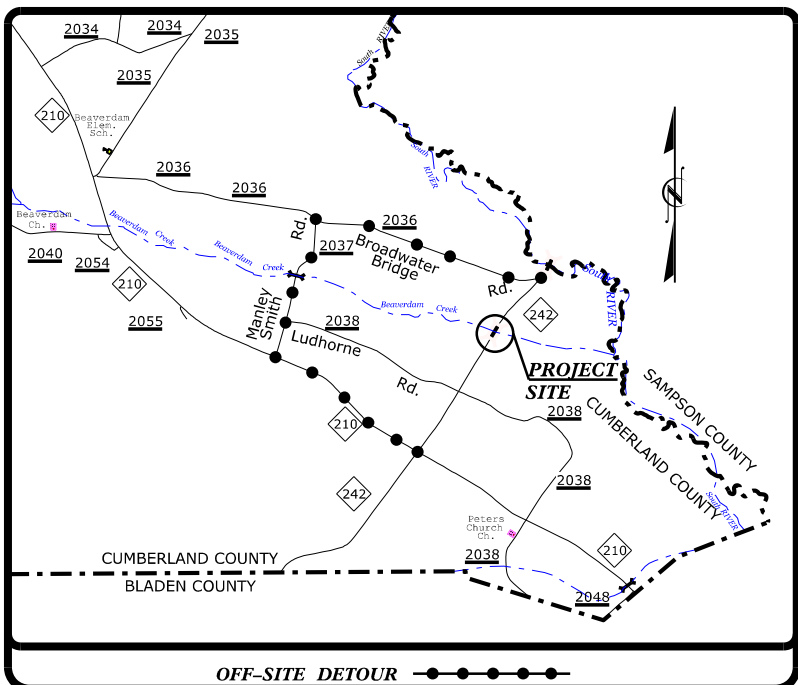 2034
2034
2035
South
RIVER
2035
210
Beaverdam
Elem.
Sch.
South
RIVER
2036
2036
2036
Beaverdam
Ch.
Beaverdam
Creek
Beaverdam
Creek
Rd.
2037
Broadwater
Bridge
Rd.
South
RIVER
2040
2054
210
2055
Beaverdam
Creek
242
Manley
Smith
2038
Ludhorne
Rd.
PROJECT
SITE
SAMPSON COUNTY
CUMBERLAND COUNTY
2038
210
2038
242
South RIVER
Peters
Church
Ch.
210
2038
CUMBERLAND COUNTY
BLADEN COUNTY
2048
N
OFF–SITE DETOUR